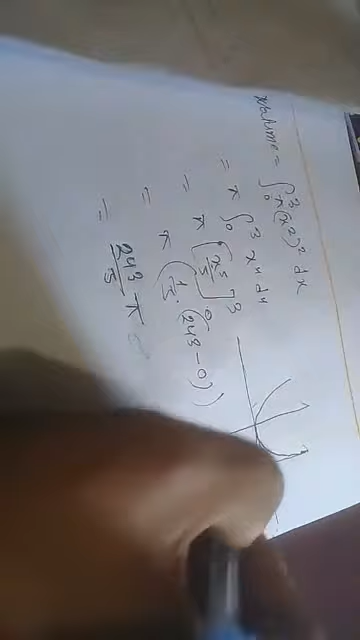 Volume = ∫₀³ π(x²)² dx
= π ∫₀³ x⁴ dx
= π [x⁵/5]₀³
= π (1/5 · (243 - 0))
= 243/5 π